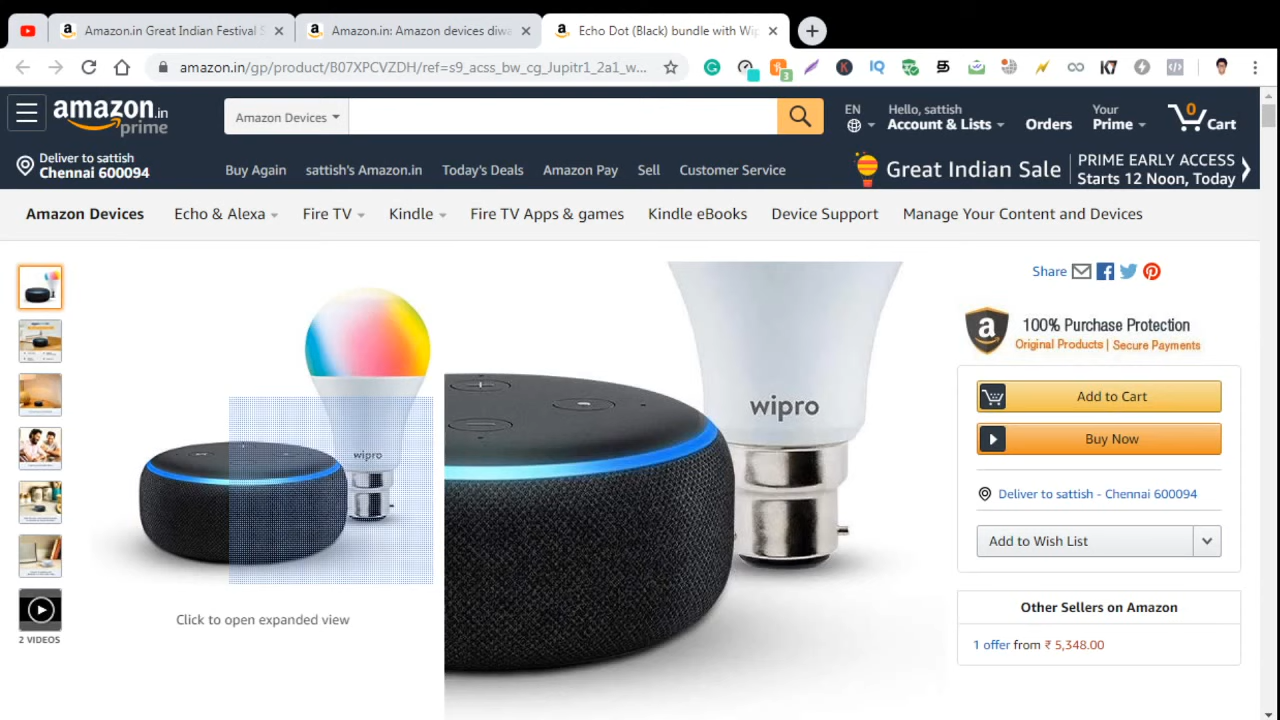 Amazon.in Great Indian Festival S
Amazon.in: Amazon devices diwa
Echo Dot (Black) bundle with Wip
amazon.in/gp/product/B07XPCVZDH/ref=s9_acss_bw_cg_Jupitr1_2a1_w...
3
IQ
K7
amazon.in
prime
Amazon Devices
EN
Hello, sattish
Account & Lists
Orders
Your
Prime
0
Cart
Deliver to sattish
Chennai 600094
Buy Again
sattish's Amazon.in
Today's Deals
Amazon Pay
Sell
Customer Service
Great Indian Sale
PRIME EARLY ACCESS
Starts 12 Noon, Today
Amazon Devices
Echo & Alexa
Fire TV
Kindle
Fire TV Apps & games
Kindle eBooks
Device Support
Manage Your Content and Devices
Share
100% Purchase Protection
Original Products | Secure Payments
Add to Cart
Buy Now
Deliver to sattish - Chennai 600094
Add to Wish List
Other Sellers on Amazon
1 offer from ₹ 5,348.00
wipro
wipro
Click to open expanded view
2 VIDEOS